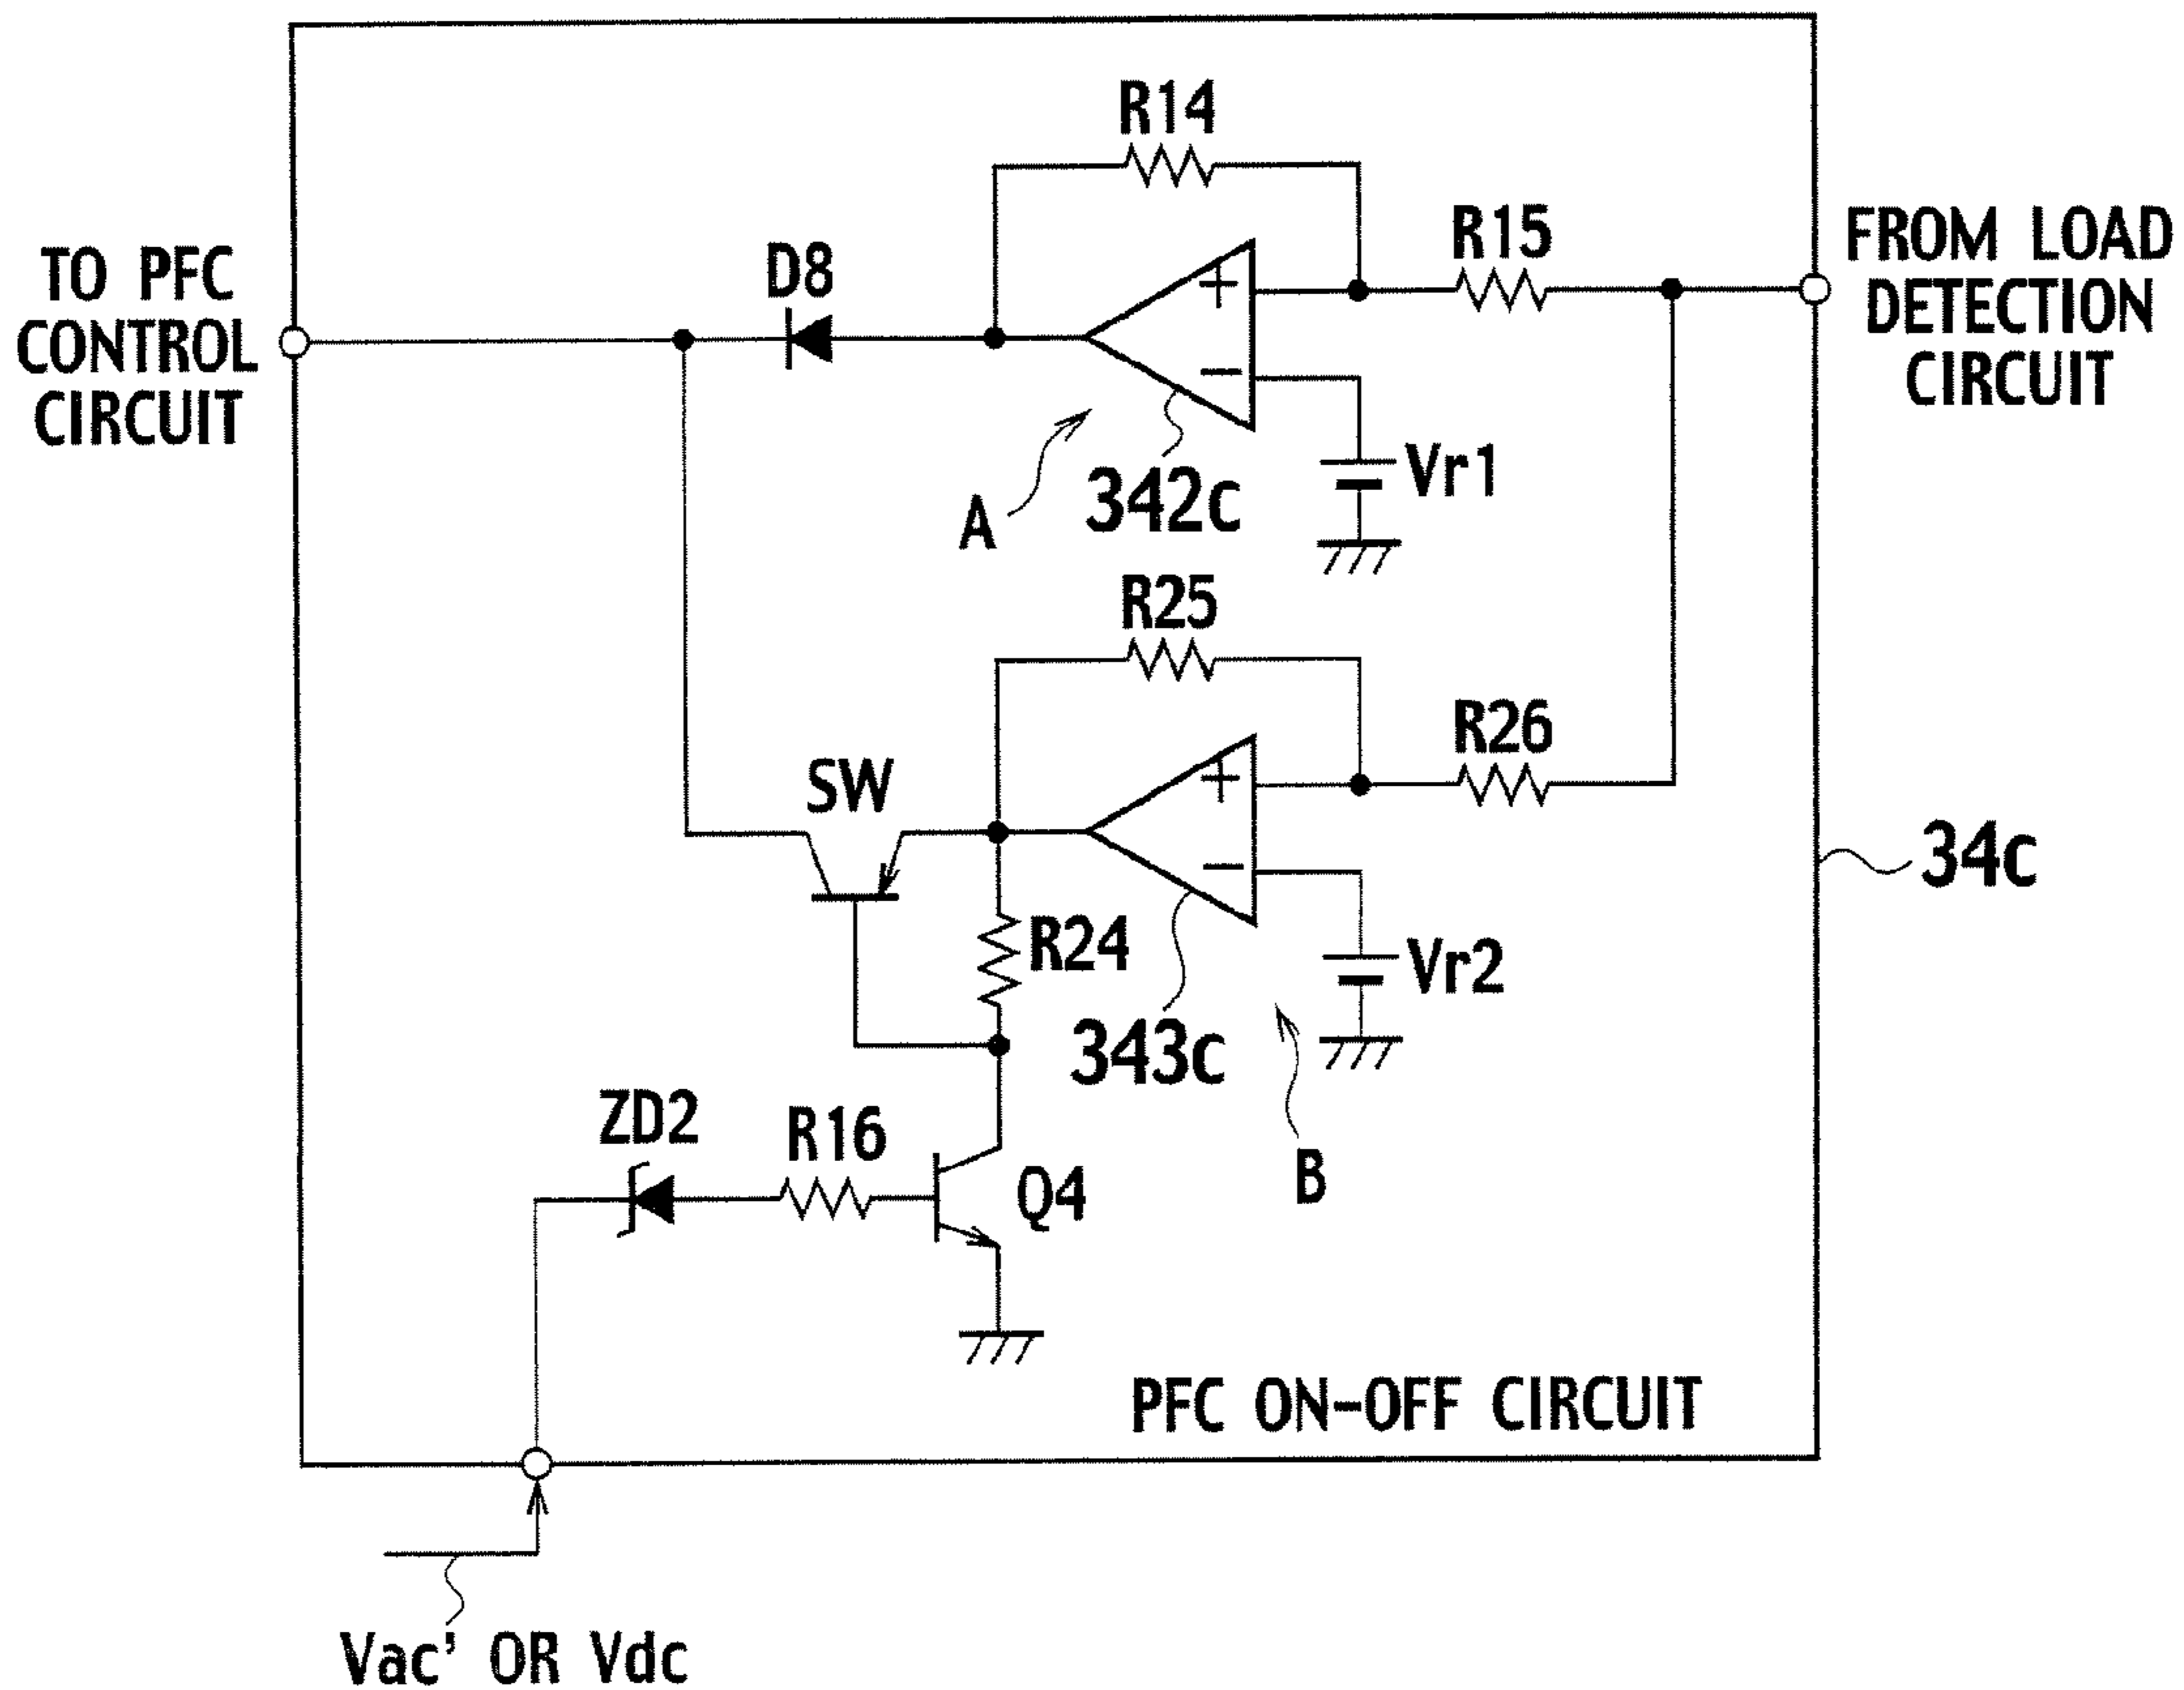 R14
R15
FROM LOAD
DETECTION
CIRCUIT
TO PFC
CONTROL
CIRCUIT
D8
+
−
Vr1
342c
A
R25
R26
SW
+
−
34c
R24
Vr2
343c
ZD2
R16
Q4
B
PFC ON-OFF CIRCUIT
Vac' OR Vdc